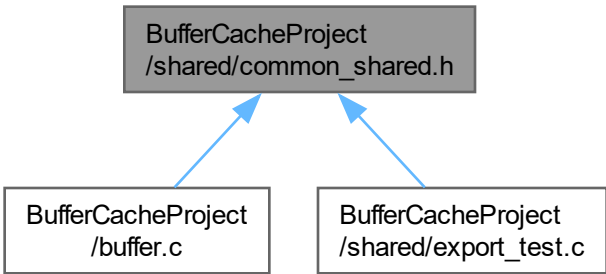 BufferCacheProject
/shared/common_shared.h
BufferCacheProject
/buffer.c
BufferCacheProject
/shared/export_test.c